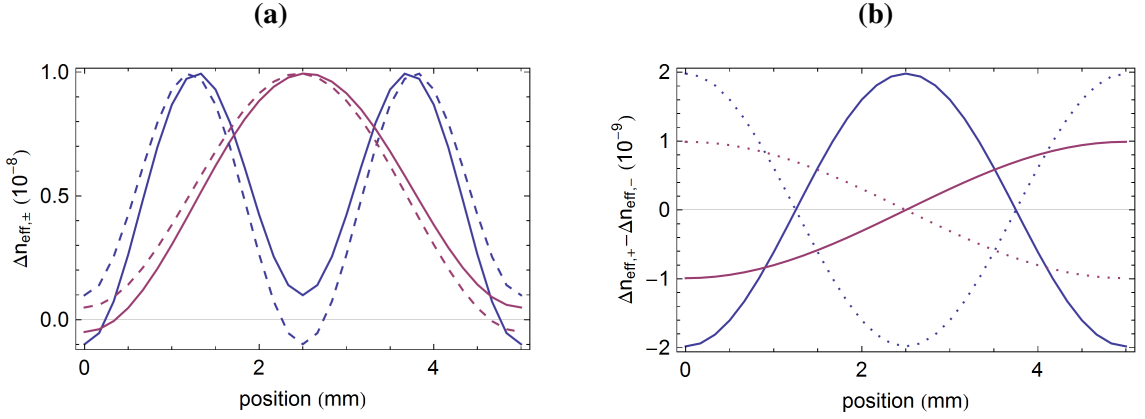 (a)
(b)
Δn_eff,± (10⁻⁸)
1.0
0.5
0.0
0
2
4
position (mm)
Δn_eff,+−Δn_eff,− (10⁻⁹)
2
1
0
−1
−2
0
2
4
position (mm)